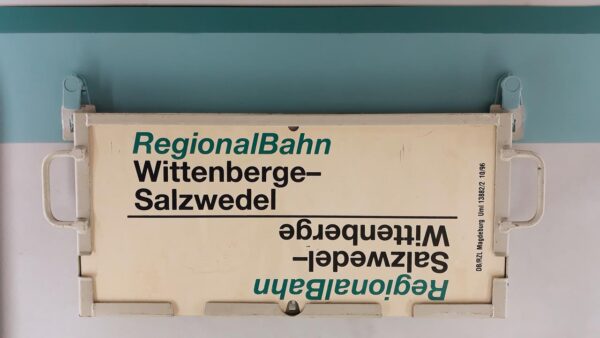 RegionalBahn
Wittenberge–
Salzwedel
RegionalBahn
Salzwedel–
Wittenberge
DB/RZL Magdeburg Uml 13882/2 10/96